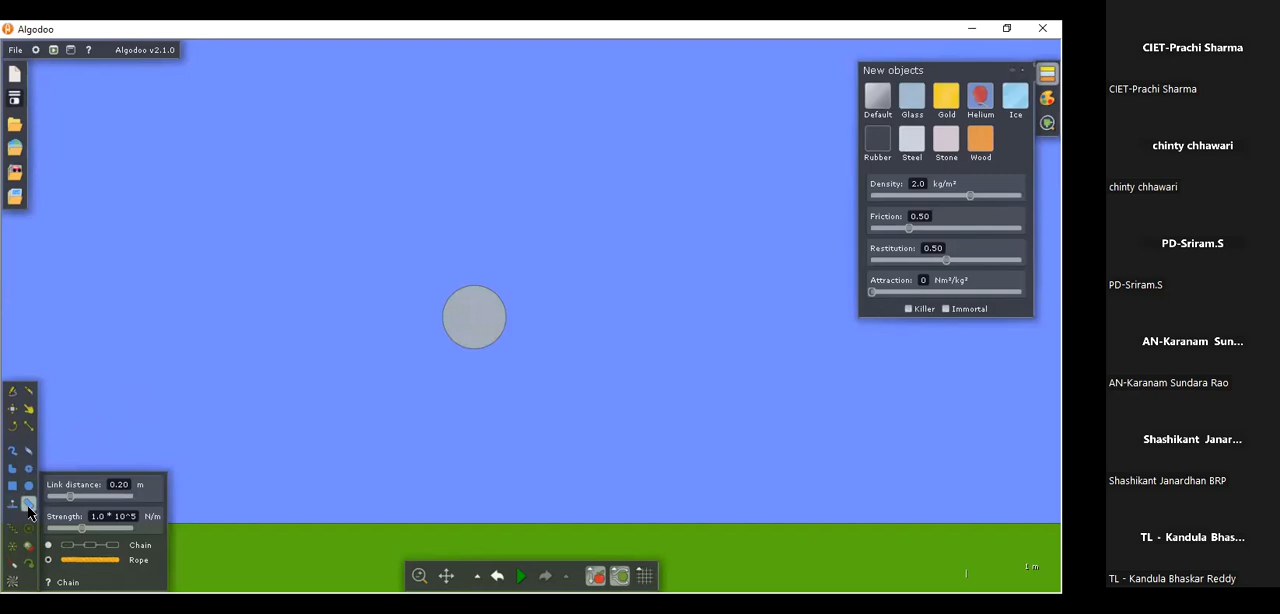 Algodoo
File ? Algodoo v2.1.0
New objects
Default Glass Gold Helium Ice
Rubber Steel Stone Wood
Density: 2.0 kg/m²
Friction: 0.50
Restitution: 0.50
Attraction: 0 Nm²/kg²
Killer Immortal
Link distance: 0.20 m
Strength: 1.0 * 10^5 N/m
Chain
Rope
? Chain
1 m
CIET-Prachi Sharma
CIET-Prachi Sharma
chinty chhawari
chinty chhawari
PD-Sriram.S
PD-Sriram.S
AN-Karanam Sun...
AN-Karanam Sundara Rao
Shashikant Janar...
Shashikant Janardhan BRP
TL - Kandula Bhas...
TL - Kandula Bhaskar Reddy